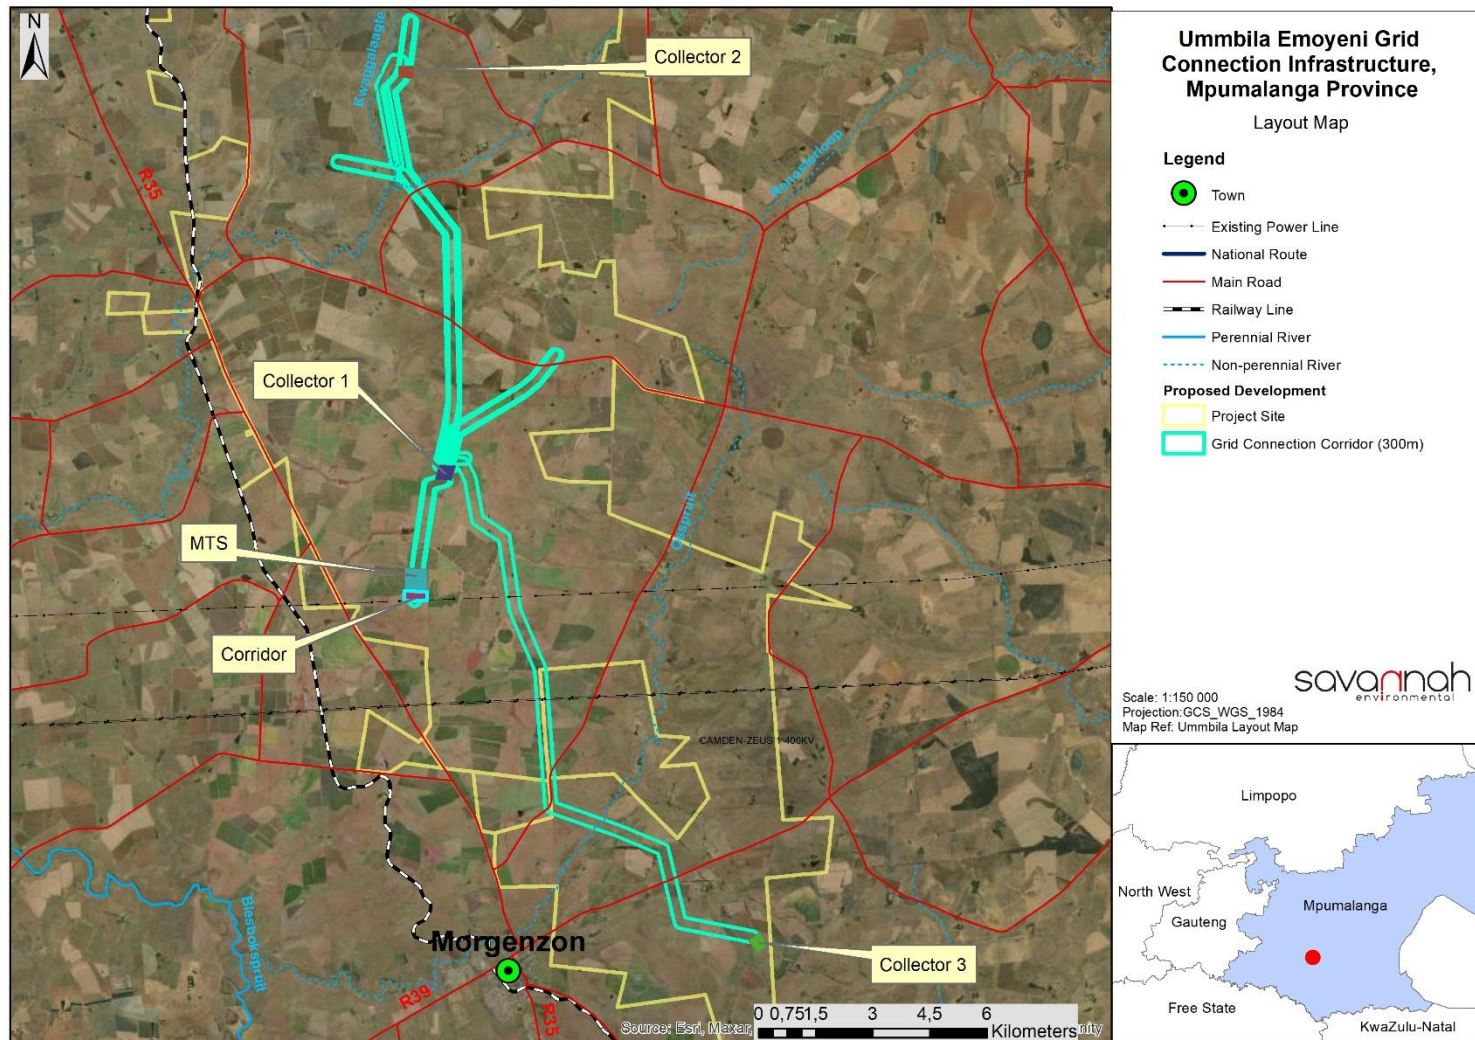 N
Kwaggalaagte
Collector 2
R35
Renosterloop
Collector 1
MTS
Osspruit
Corridor
CAMDEN-ZEUS 1 400KV
Blesbokspruit
Morgenzon
Collector 3
R39
R35
Source: Esri, Maxar,
nity
0 0,751,5 3 4,5 6
Kilometers
Ummbila Emoyeni Grid
Connection Infrastructure,
Mpumalanga Province
Layout Map
Legend
Town
Existing Power Line
National Route
Main Road
Railway Line
Perennial River
Non-perennial River
Proposed Development
Project Site
Grid Connection Corridor (300m)
savannah
environmental
Scale: 1:150 000
Projection:GCS_WGS_1984
Map Ref: Ummbila Layout Map
Limpopo
North West
Gauteng
Mpumalanga
Free State
KwaZulu-Natal